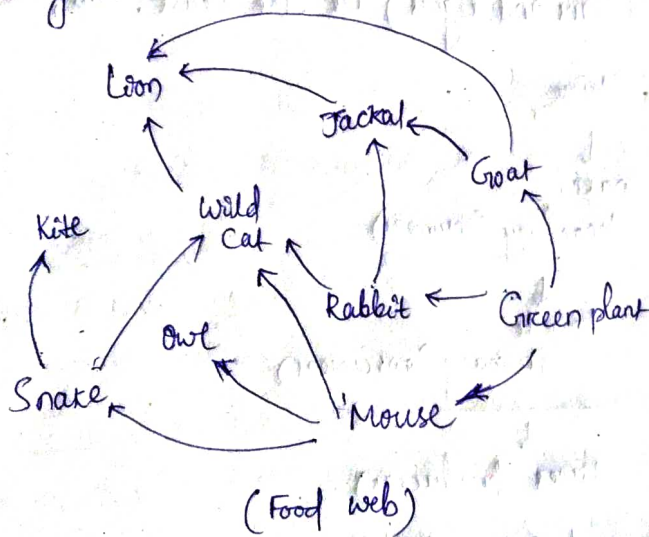 Lion
Jackal
Goat
Wild
Cat
Kite
Rabbit
Green plant
Owl
Snake
Mouse
(Food web)